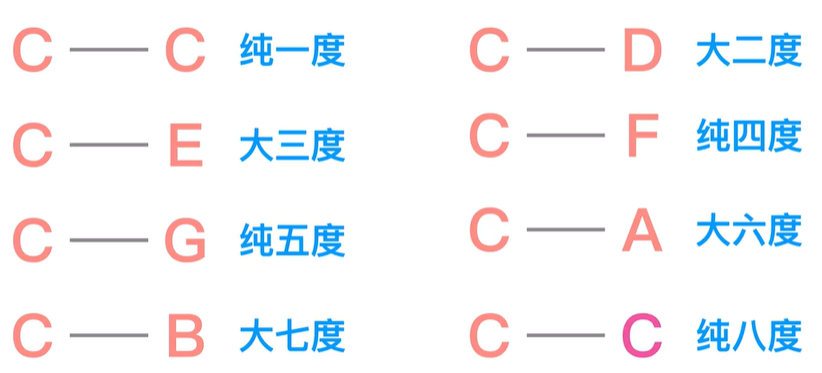 C — C 纯一度
C — D 大二度
C — E 大三度
C — F 纯四度
C — G 纯五度
C — A 大六度
C — B 大七度
C — C 纯八度